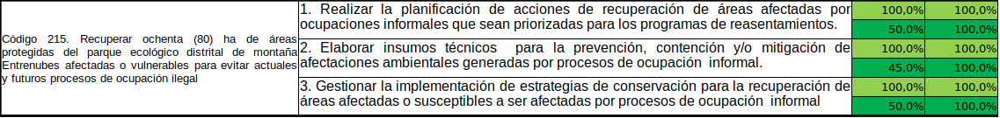 Código 215. Recuperar ochenta (80) ha de áreas
protegidas del parque ecológico distrital de montaña
Entrenubes afectadas o vulnerables para evitar actuales
y futuros procesos de ocupación ilegal
1. Realizar la planificación de acciones de recuperación de áreas afectadas por
ocupaciones informales que sean priorizadas para los programas de reasentamientos.
100,0% 100,0%
50,0% 100,0%
2. Elaborar insumos técnicos para la prevención, contención y/o mitigación de
afectaciones ambientales generadas por procesos de ocupación informal.
100,0% 100,0%
45,0% 100,0%
3. Gestionar la implementación de estrategias de conservación para la recuperación de
áreas afectadas o susceptibles a ser afectadas por procesos de ocupación informal
100,0% 100,0%
50,0% 100,0%